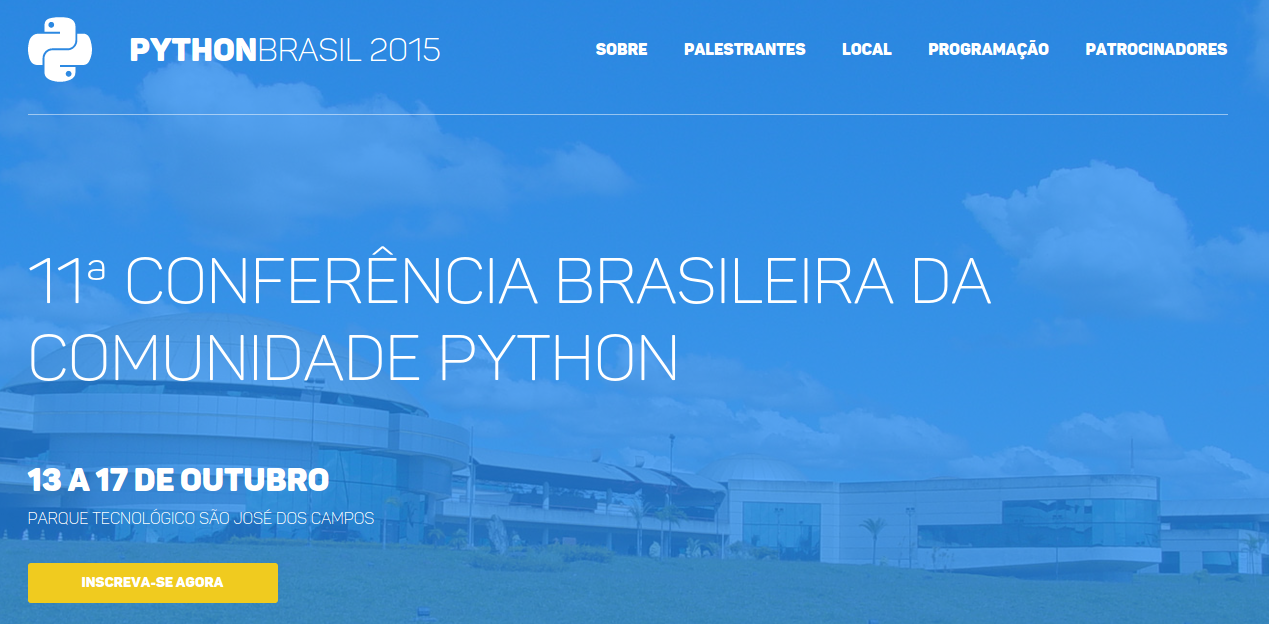 PYTHONBRASIL 2015
SOBRE
PALESTRANTES
LOCAL
PROGRAMAÇÃO
PATROCINADORES
11ª CONFERÊNCIA BRASILEIRA DA
COMUNIDADE PYTHON
13 A 17 DE OUTUBRO
PARQUE TECNOLÓGICO SÃO JOSÉ DOS CAMPOS
INSCREVA-SE AGORA